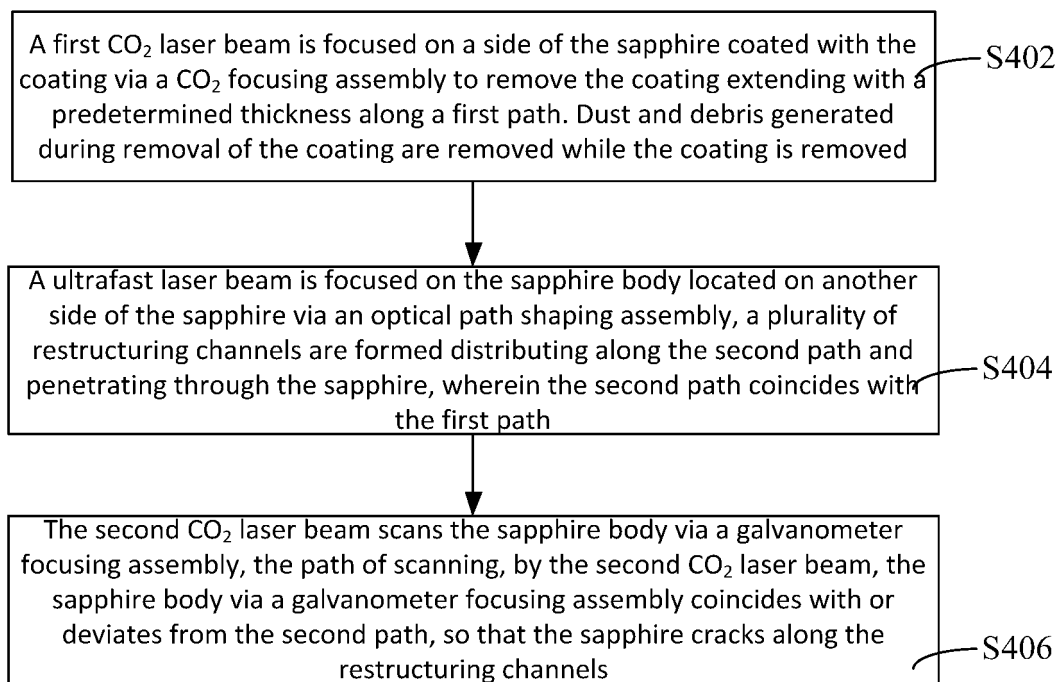 A first CO₂ laser beam is focused on a side of the sapphire coated with the
coating via a CO₂ focusing assembly to remove the coating extending with a
predetermined thickness along a first path. Dust and debris generated
during removal of the coating are removed while the coating is removed
S402
A ultrafast laser beam is focused on the sapphire body located on another
side of the sapphire via an optical path shaping assembly, a plurality of
restructuring channels are formed distributing along the second path and
penetrating through the sapphire, wherein the second path coincides with
the first path
S404
The second CO₂ laser beam scans the sapphire body via a galvanometer
focusing assembly, the path of scanning, by the second CO₂ laser beam, the
sapphire body via a galvanometer focusing assembly coincides with or
deviates from the second path, so that the sapphire cracks along the
restructuring channels
S406